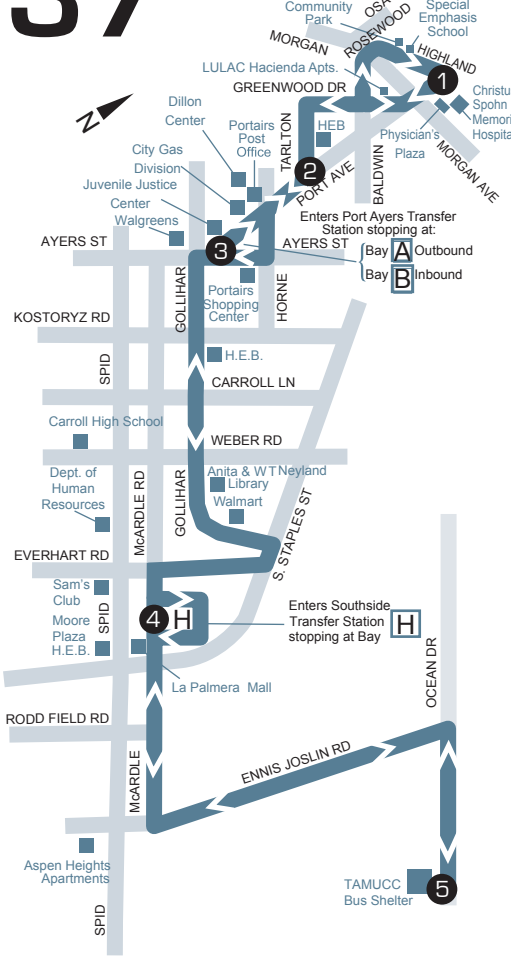 37
Community
Park
OSA
ROSEWOOD
Special
Emphasis
School
MORGAN
HIGHLAND
LULAC Hacienda Apts.
1
GREENWOOD DR
Christu
Spohn
Memori
Hospita
N
Dillon
Center
Portairs
Post
Office
TARLTON
HEB
Physician's
Plaza
MORGAN AVE
City Gas
Division
2
PORT AVE
BALDWIN
Juvenile Justice
Center
Walgreens
Enters Port Ayers Transfer
Station stopping at:
AYERS ST
3
AYERS ST
Bay A Outbound
Bay B Inbound
GOLLIHAR
Portairs
Shopping
Center
HORNE
KOSTORYZ RD
SPID
H.E.B.
CARROLL LN
Carroll High School
WEBER RD
Dept. of
Human
Resources
McARDLE RD
GOLLIHAR
Anita & W T Neyland
Library
Walmart
S. STAPLES ST
EVERHART RD
Sam's
Club
SPID
Moore
Plaza
H.E.B.
4
H
Enters Southside
Transfer Station
stopping at Bay
H
La Palmera Mall
OCEAN DR
RODD FIELD RD
McARDLE
ENNIS JOSLIN RD
Aspen Heights
Apartments
TAMUCC
Bus Shelter
5
SPID